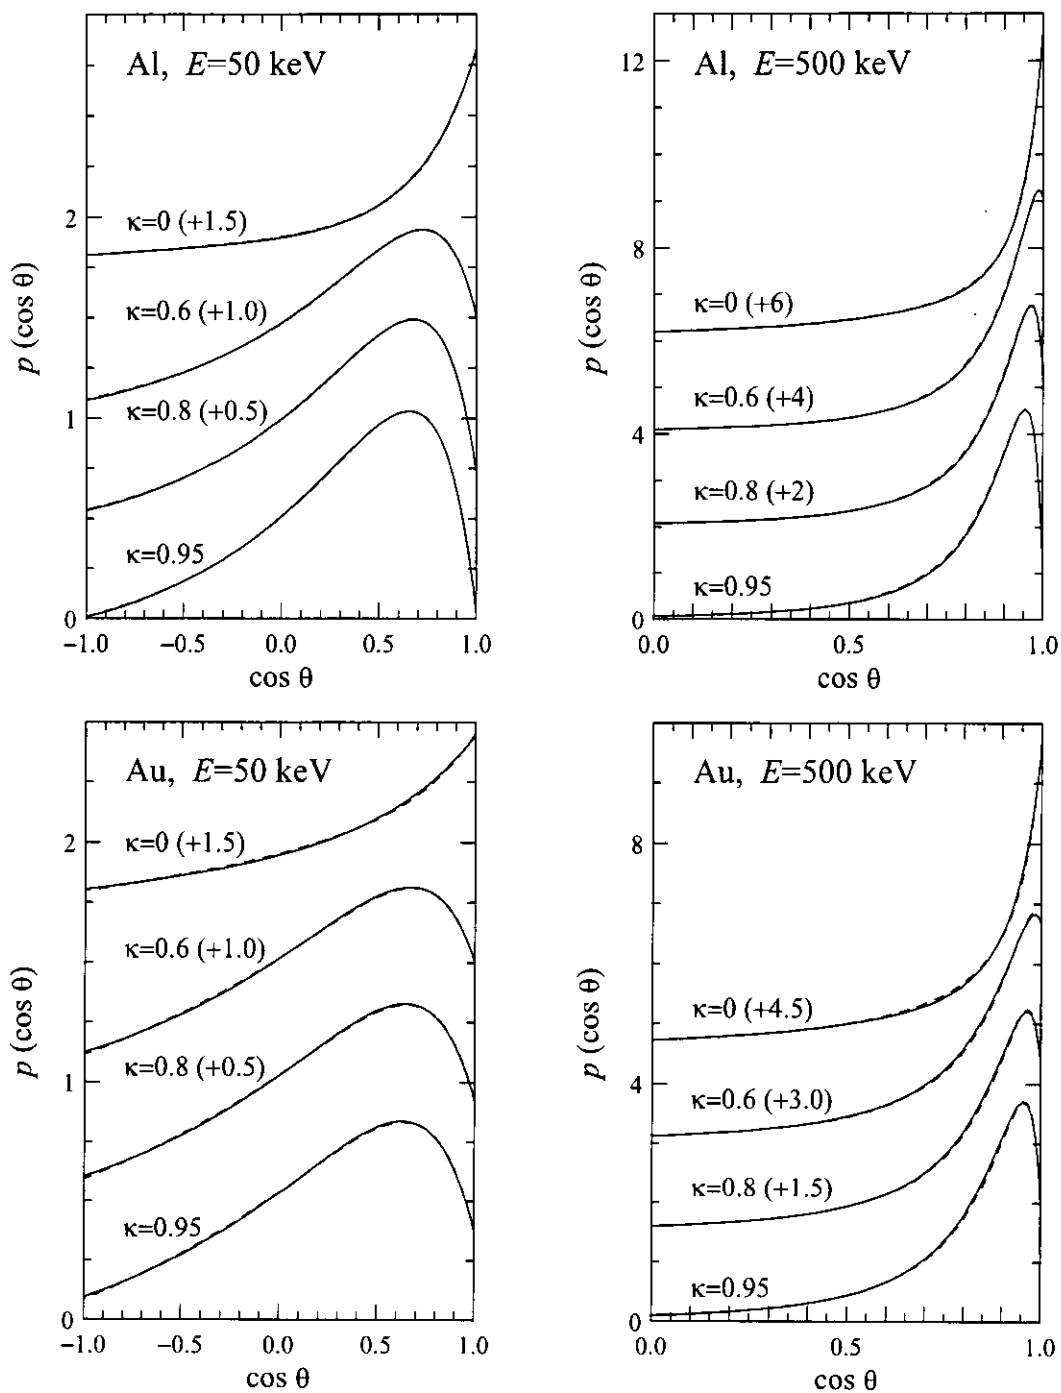 Al, E=50 keV
2
κ=0 (+1.5)
κ=0.6 (+1.0)
κ=0.8 (+0.5)
1
κ=0.95
0
p (cos θ)
−1.0 −0.5 0.0 0.5 1.0
cos θ
Al, E=500 keV
12
8
κ=0 (+6)
κ=0.6 (+4)
4
κ=0.8 (+2)
κ=0.95
0
p (cos θ)
0.0 0.5 1.0
cos θ
Au, E=50 keV
2
κ=0 (+1.5)
κ=0.6 (+1.0)
κ=0.8 (+0.5)
1
κ=0.95
0
p (cos θ)
−1.0 −0.5 0.0 0.5 1.0
cos θ
Au, E=500 keV
8
κ=0 (+4.5)
κ=0.6 (+3.0)
4
κ=0.8 (+1.5)
κ=0.95
0
p (cos θ)
0.0 0.5 1.0
cos θ